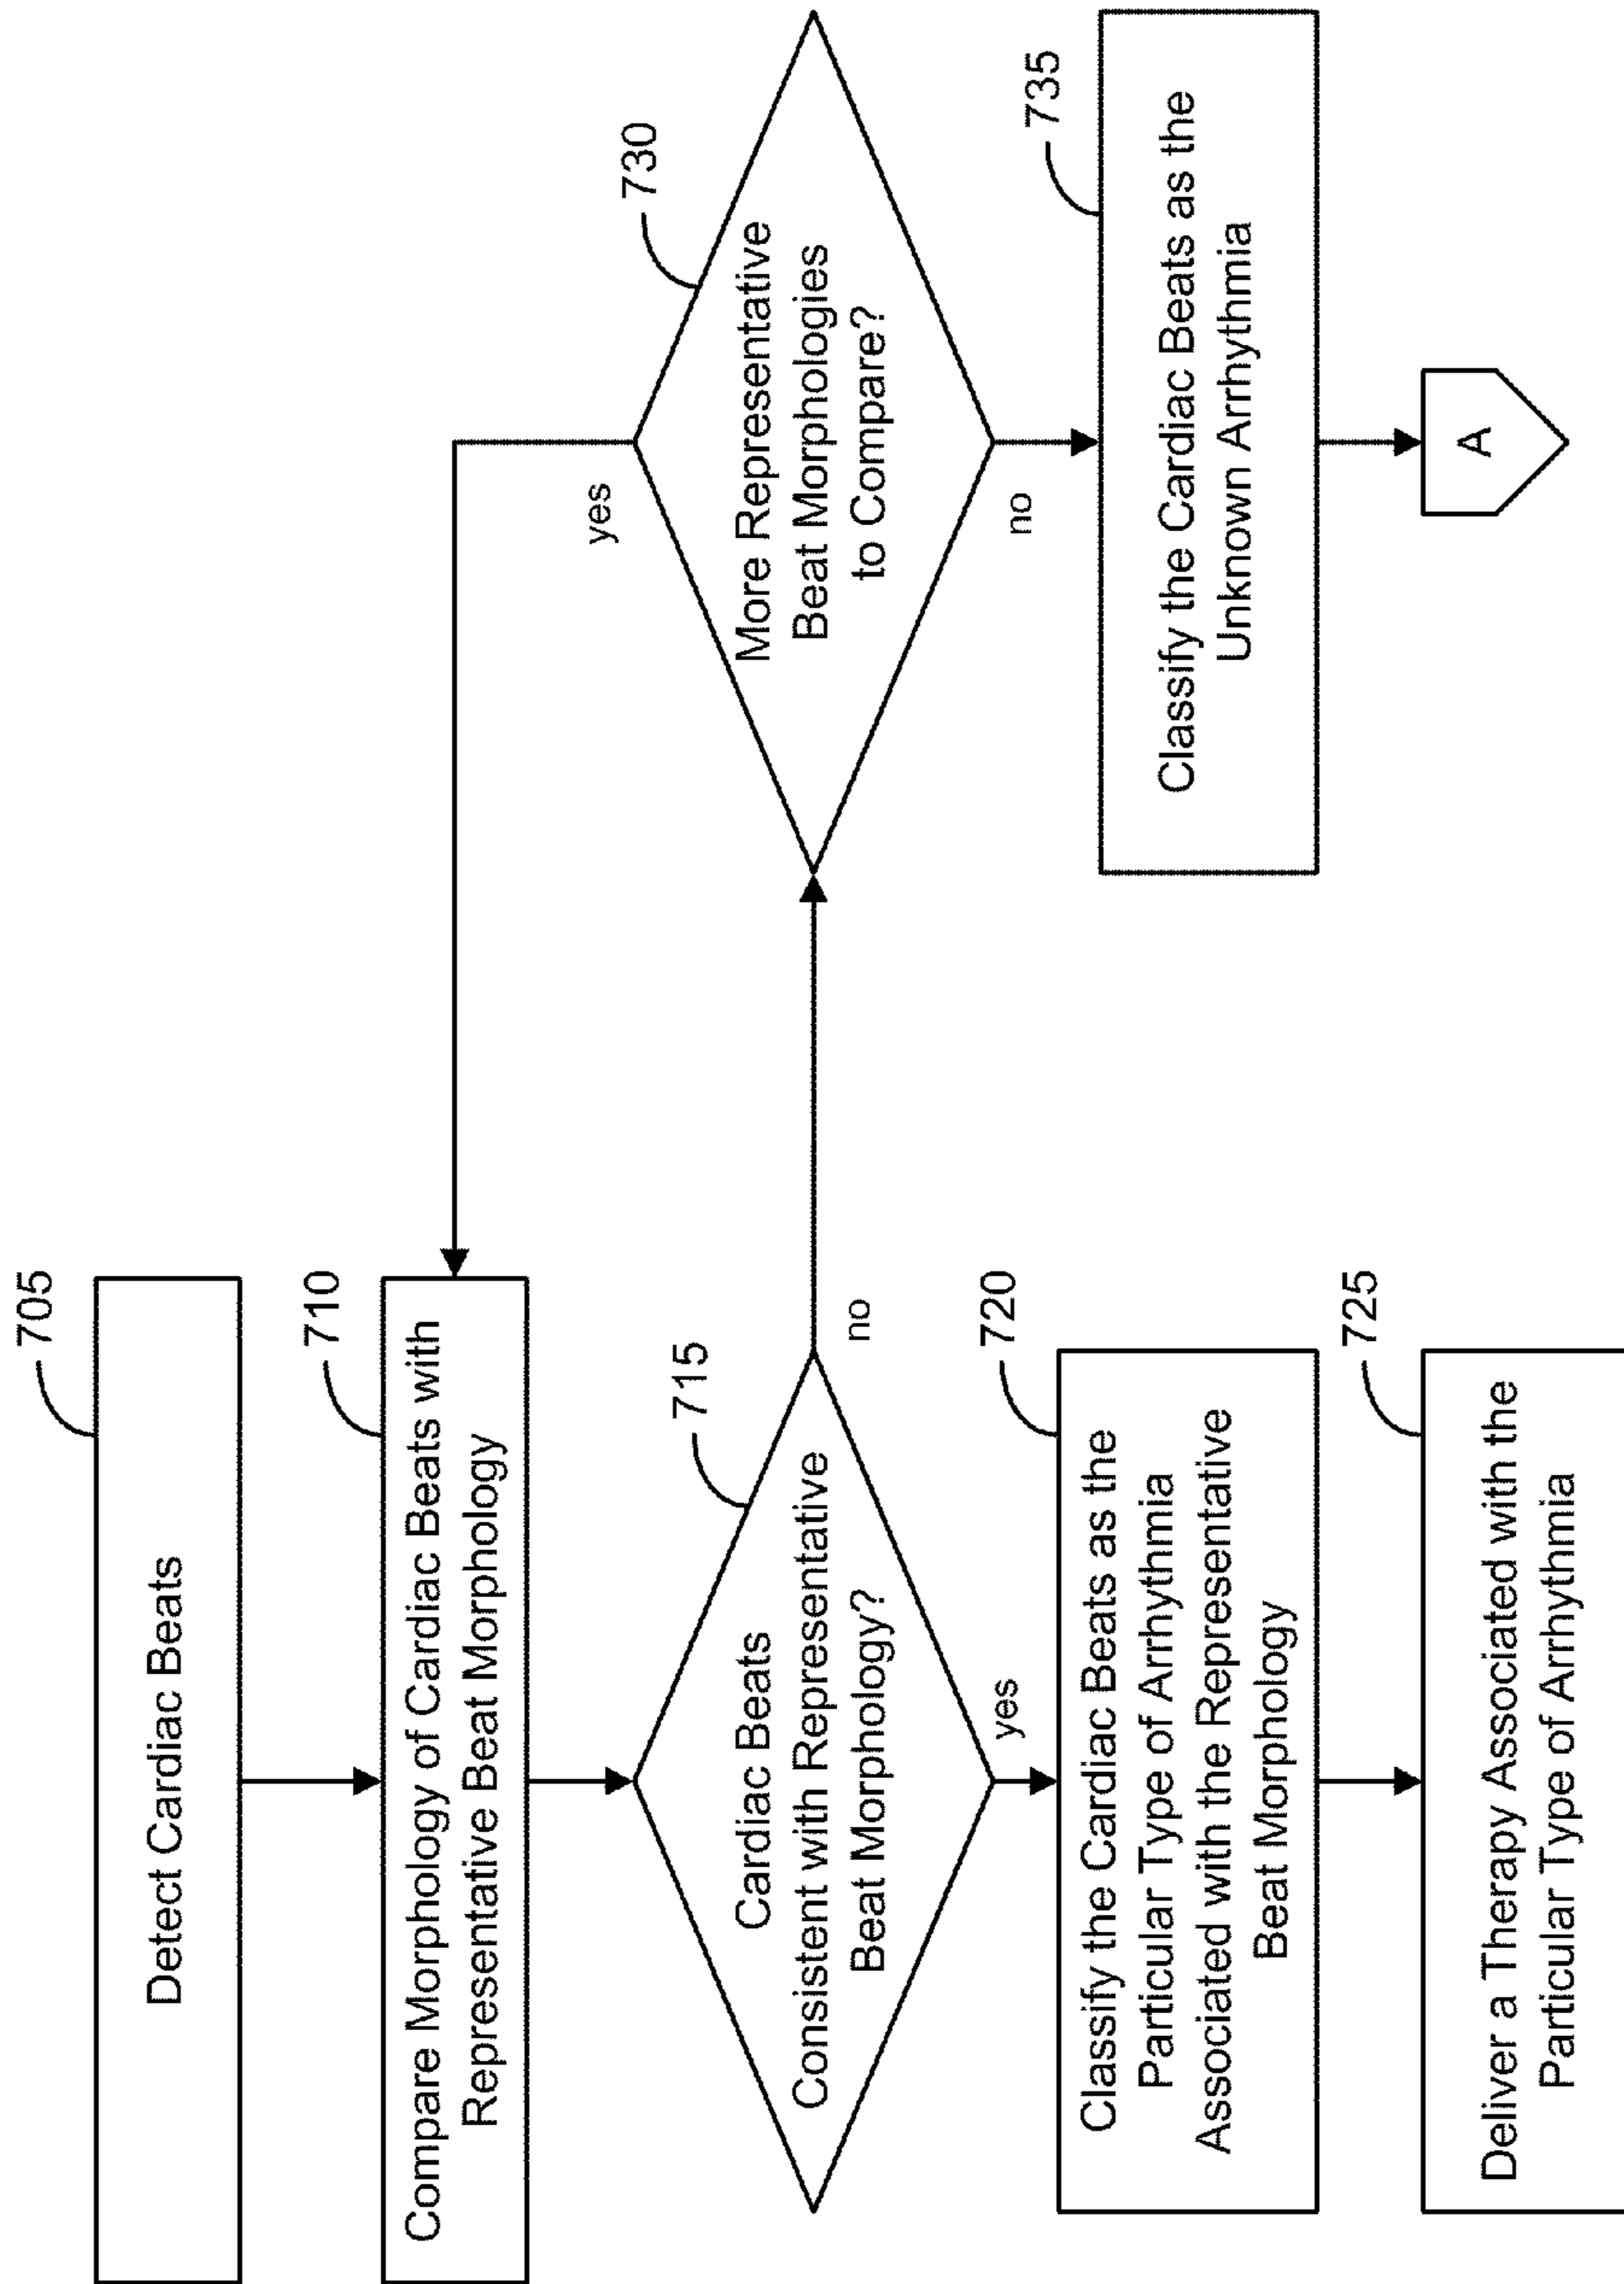 705
Detect Cardiac Beats
710
Compare Morphology of Cardiac Beats with
Representative Beat Morphology
715
Cardiac Beats
Consistent with Representative
Beat Morphology?
no
yes
720
Classify the Cardiac Beats as the
Particular Type of Arrhythmia
Associated with the Representative
Beat Morphology
725
Deliver a Therapy Associated with the
Particular Type of Arrhythmia
730
More Representative
Beat Morphologies
to Compare?
yes
no
735
Classify the Cardiac Beats as the
Unknown Arrhythmia
A